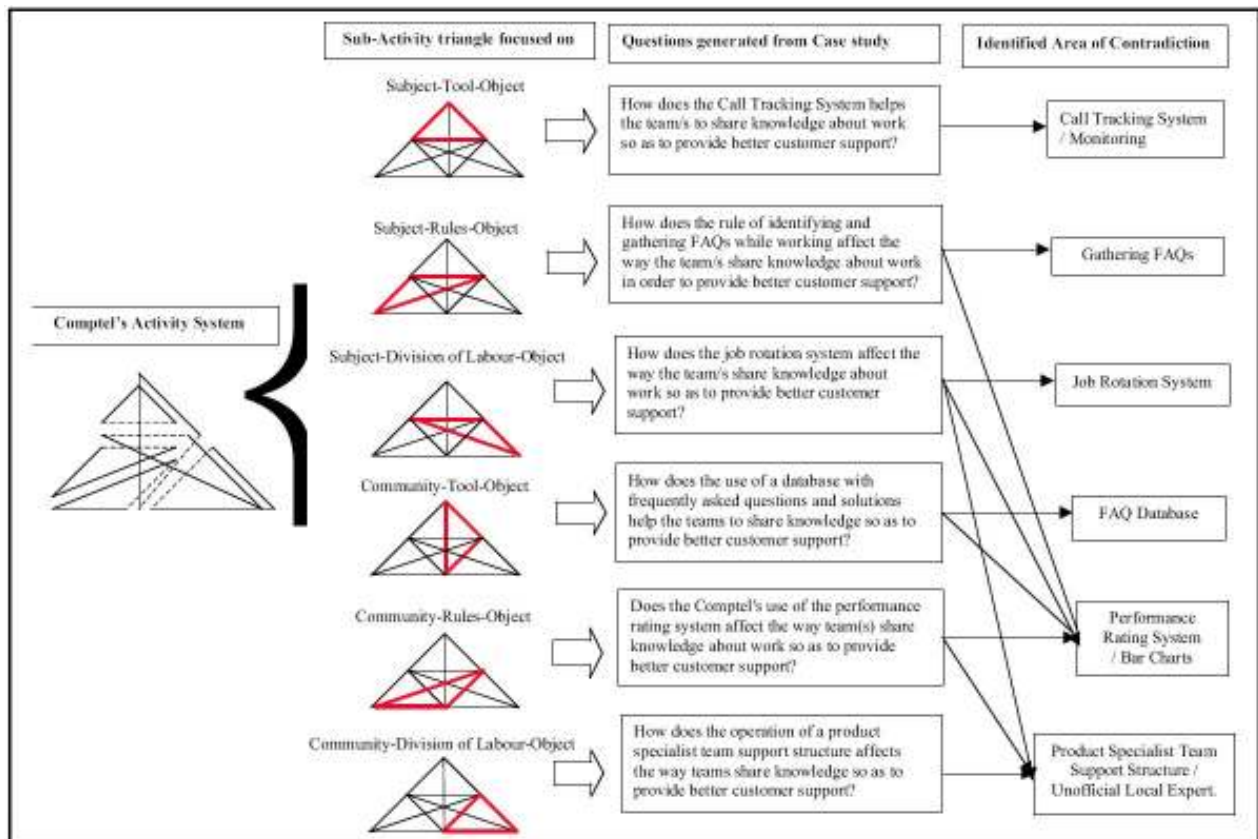 Sub-Activity triangle focused on
Questions generated from Case study
Identified Area of Contradiction
Subject-Tool-Object
How does the Call Tracking System helps
the team/s to share knowledge about work
so as to provide better customer support?
Call Tracking System
/ Monitoring
Subject-Rules-Object
How does the rule of identifying and
gathering FAQs while working affect the
way the team/s share knowledge about work
in order to provide better customer support?
Gathering FAQs
Comptel's Activity System
Subject-Division of Labour-Object
How does the job rotation system affect the
way the team/s share knowledge about
work so as to provide better customer
support?
Job Rotation System
Community-Tool-Object
How does the use of a database with
frequently asked questions and solutions
help the teams to share knowledge so as to
provide better customer support?
FAQ Database
Community-Rules-Object
Does the Comptel's use of the performance
rating system affect the way team(s) share
knowledge about work so as to provide
better customer support?
Performance
Rating System
/ Bar Charts
Community-Division of Labour-Object
How does the operation of a product
specialist team support structure affects
the way teams share knowledge so as to
provide better customer support?
Product Specialist Team
Support Structure /
Unofficial Local Expert.